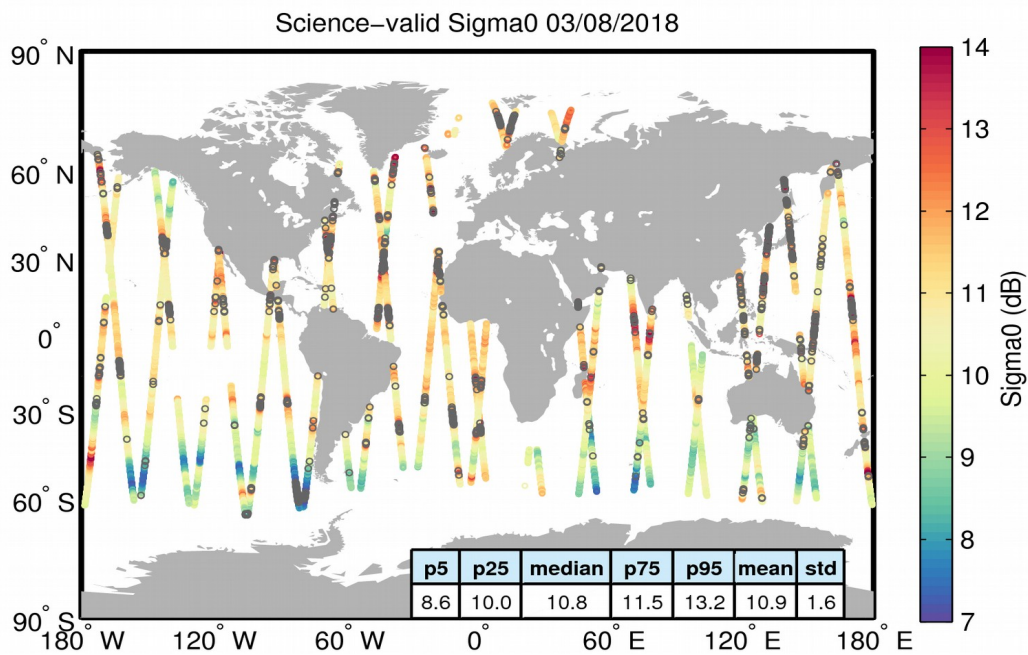 Science−valid Sigma0 03/08/2018
90° N
60° N
30° N
0°
30° S
60° S
90° S
180° W
120° W
60° W
0°
60° E
120° E
180° E
14
13
12
11
10
9
8
7
Sigma0 (dB)
p5 p25 median p75 p95 mean std
8.6 10.0 10.8 11.5 13.2 10.9 1.6